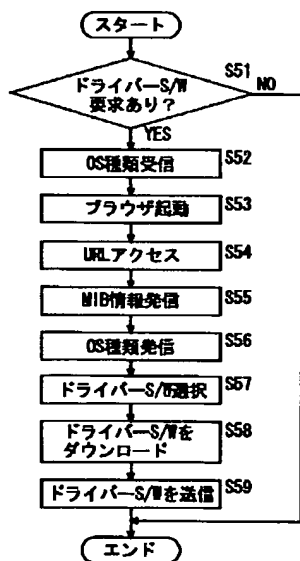 スタート
S51
ドライバーS/W
要求あり？
NO
YES
OS種類受信
S52
ブラウザ起動
S53
URLアクセス
S54
MIB情報発信
S55
OS種類発信
S56
ドライバーS/W選択
S57
ドライバーS/Wを
ダウンロード
S58
ドライバーS/Wを送信
S59
エンド